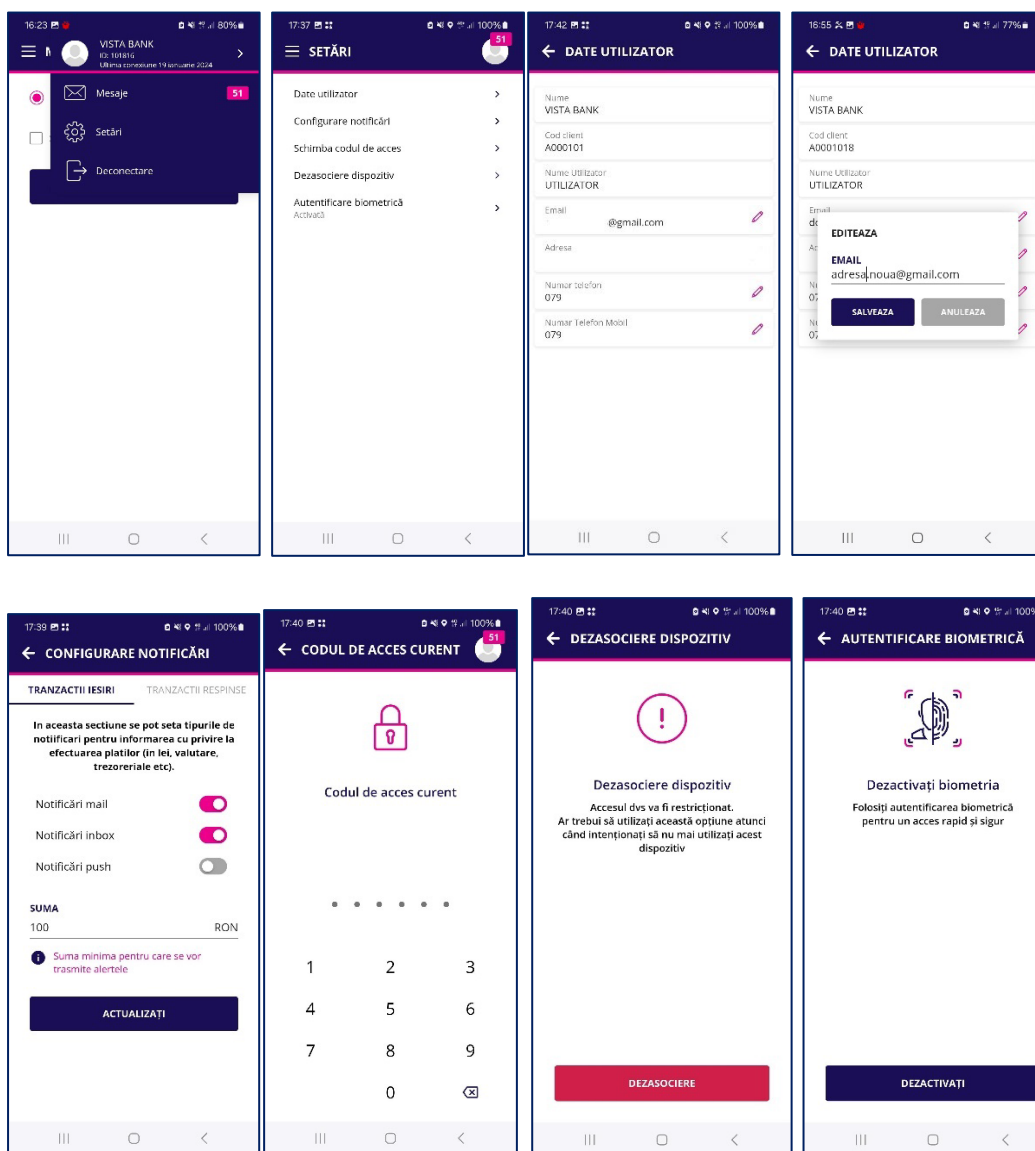 16:23
80%
VISTA BANK
ID: 101816
Ultima conexiune 19 ianuarie 2024
Mesaje
51
Setări
Deconectare
17:37
100%
51
SETĂRI
Date utilizator
Configurare notificări
Schimba codul de acces
Dezasociere dispozitiv
Autentificare biometrică
Activată
17:42
100%
DATE UTILIZATOR
Nume
VISTA BANK
Cod client
A000101
Nume Utilizator
UTILIZATOR
Email
@gmail.com
Adresa
Numar telefon
079
Numar Telefon Mobil
079
16:55
77%
DATE UTILIZATOR
Nume
VISTA BANK
Cod client
A0001018
Nume Utilizator
UTILIZATOR
Email
EDITEAZA
EMAIL
adresa.noua@gmail.com
SALVEAZA
ANULEAZA
17:39
100%
CONFIGURARE NOTIFICĂRI
TRANZACTII IESIRI
TRANZACTII RESPINSE
In aceasta sectiune se pot seta tipurile de
notiificari pentru informarea cu privire la
efectuarea platilor (in lei, valutare,
trezoreriale etc).
Notificări mail
Notificări inbox
Notificări push
SUMA
100 RON
Suma minima pentru care se vor
trasmite alertele
ACTUALIZAȚI
17:40
100%
51
CODUL DE ACCES CURENT
Codul de acces curent
1 2 3
4 5 6
7 8 9
0
17:40
100%
DEZASOCIERE DISPOZITIV
Dezasociere dispozitiv
Accesul dvs va fi restricționat.
Ar trebui să utilizați această opțiune atunci
când intenționați să nu mai utilizați acest
dispozitiv
DEZASOCIERE
17:40
100%
AUTENTIFICARE BIOMETRICĂ
Dezactivați biometria
Folosiți autentificarea biometrică
pentru un acces rapid și sigur
DEZACTIVAȚI